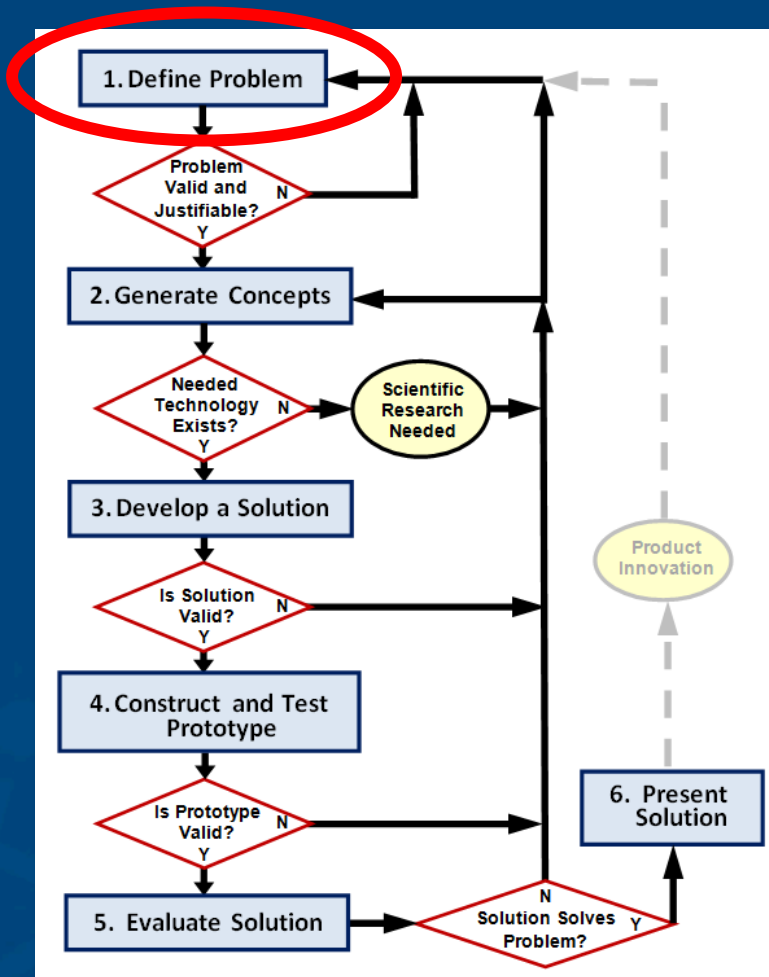 1. Define Problem
Problem
Valid and
Justifiable?
N
Y
2. Generate Concepts
Needed
Technology
Exists?
N
Y
Scientific
Research
Needed
3. Develop a Solution
Is Solution
Valid?
N
Y
4. Construct and Test
Prototype
Is Prototype
Valid?
N
Y
5. Evaluate Solution
N
Solution Solves
Problem?
Y
6. Present
Solution
Product
Innovation